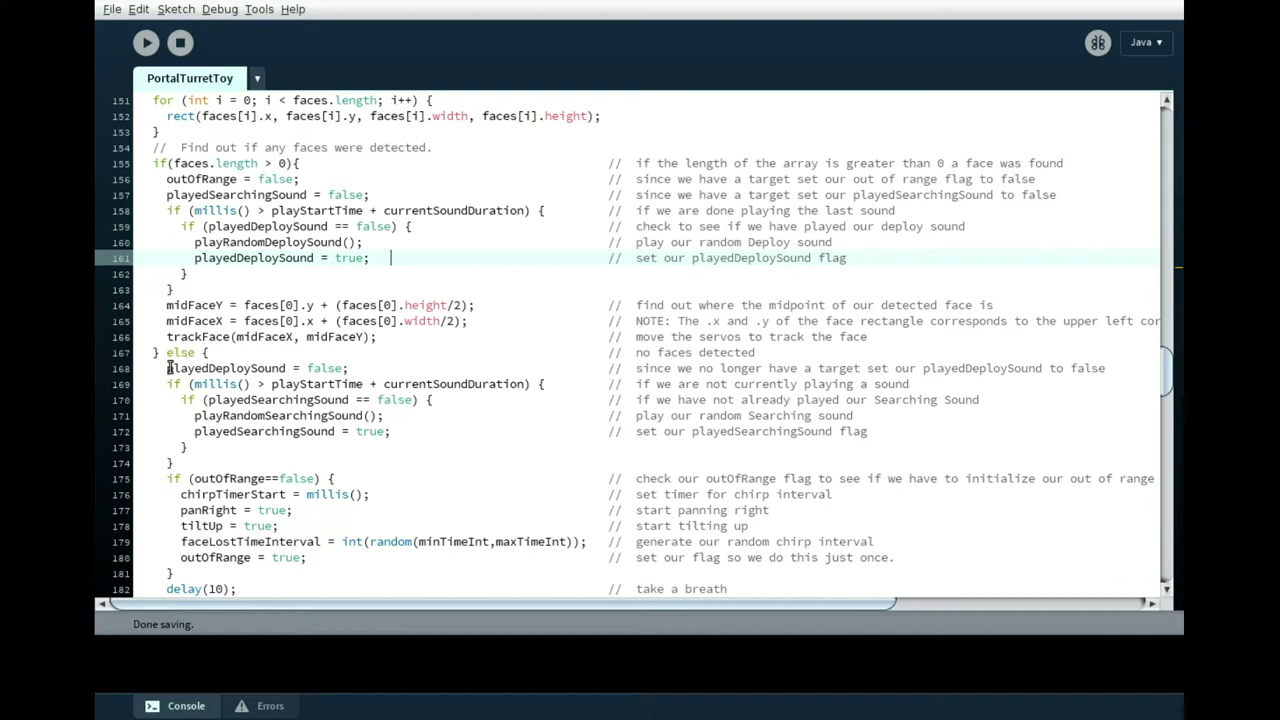 File Edit Sketch Debug Tools Help
Java ▾
PortalTurretToy ▾
151 for (int i = 0; i < faces.length; i++) {
152 rect(faces[i].x, faces[i].y, faces[i].width, faces[i].height);
153 }
154 // Find out if any faces were detected.
155 if(faces.length > 0){ // if the length of the array is greater than 0 a face was found
156 outOfRange = false; // since we have a target set our out of range flag to false
157 playedSearchingSound = false; // since we have a target set our playedSearchingSound to false
158 if (millis() > playStartTime + currentSoundDuration) { // if we are done playing the last sound
159 if (playedDeploySound == false) { // check to see if we have played our deploy sound
160 playRandomDeploySound(); // play our random Deploy sound
161 playedDeploySound = true; // set our playedDeploySound flag
162 }
163 }
164 midFaceY = faces[0].y + (faces[0].height/2); // find out where the midpoint of our detected face is
165 midFaceX = faces[0].x + (faces[0].width/2); // NOTE: The .x and .y of the face rectangle corresponds to the upper left cor
166 trackFace(midFaceX, midFaceY); // move the servos to track the face
167 } else { // no faces detected
168 playedDeploySound = false; // since we no longer have a target set our playedDeploySound to false
169 if (millis() > playStartTime + currentSoundDuration) { // if we are not currently playing a sound
170 if (playedSearchingSound == false) { // if we have not already played our Searching Sound
171 playRandomSearchingSound(); // play our random Searching sound
172 playedSearchingSound = true; // set our playedSearchingSound flag
173 }
174 }
175 if (outOfRange==false) { // check our outOfRange flag to see if we have to initialize our out of range
176 chirpTimerStart = millis(); // set timer for chirp interval
177 panRight = true; // start panning right
178 tiltUp = true; // start tilting up
179 faceLostTimeInterval = int(random(minTimeInt,maxTimeInt)); // generate our random chirp interval
180 outOfRange = true; // set our flag so we do this just once.
181 }
182 delay(10); // take a breath
Done saving.
Console Errors